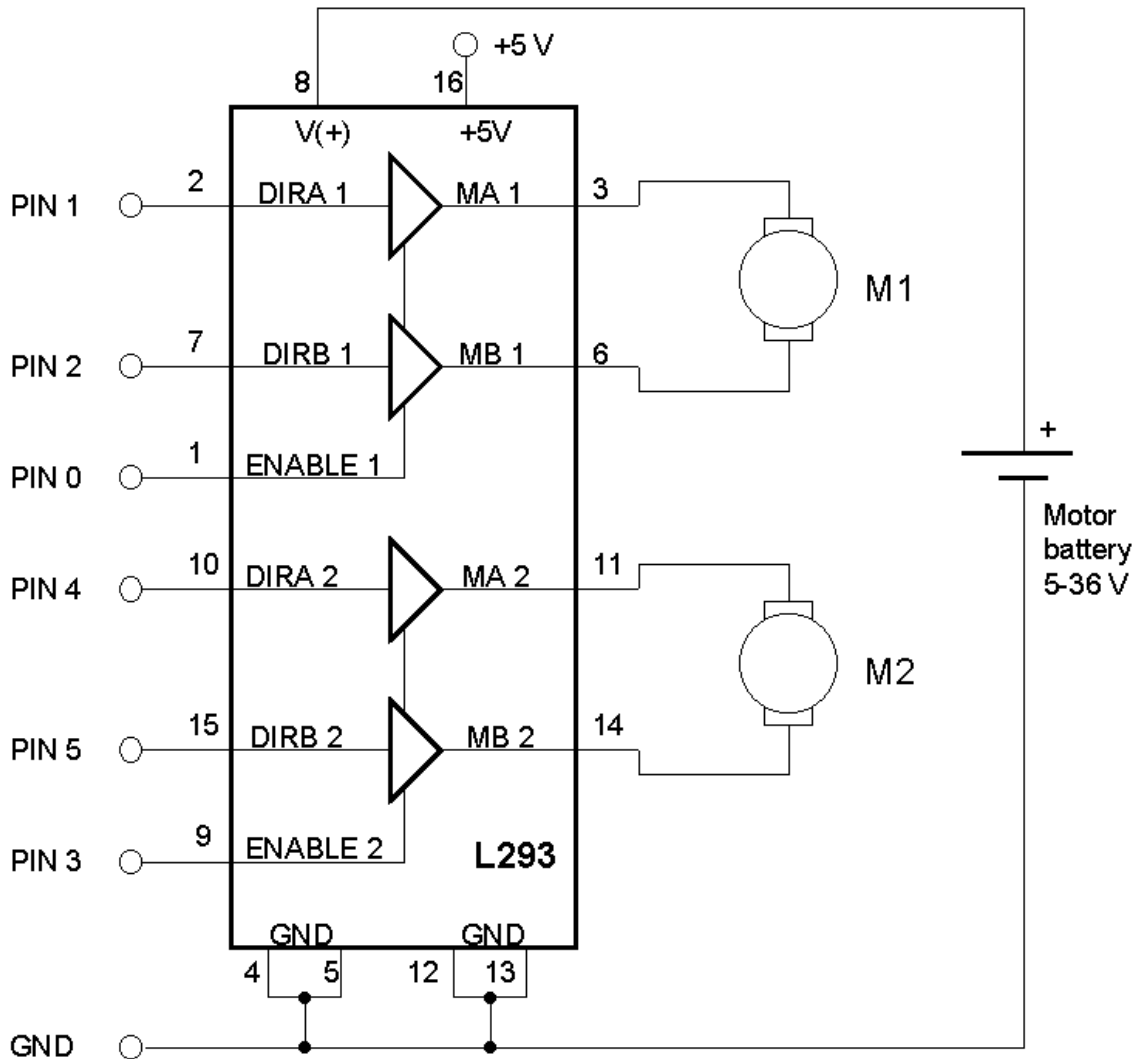 +5 V
8
16
V(+)
+5V
PIN 1
2
DIRA 1
MA 1
3
M1
PIN 2
7
DIRB 1
MB 1
6
PIN 0
1
ENABLE 1
+
Motor
battery
5-36 V
PIN 4
10
DIRA 2
MA 2
11
M2
PIN 5
15
DIRB 2
MB 2
14
PIN 3
9
ENABLE 2
L293
GND
GND
4
5
12
13
GND